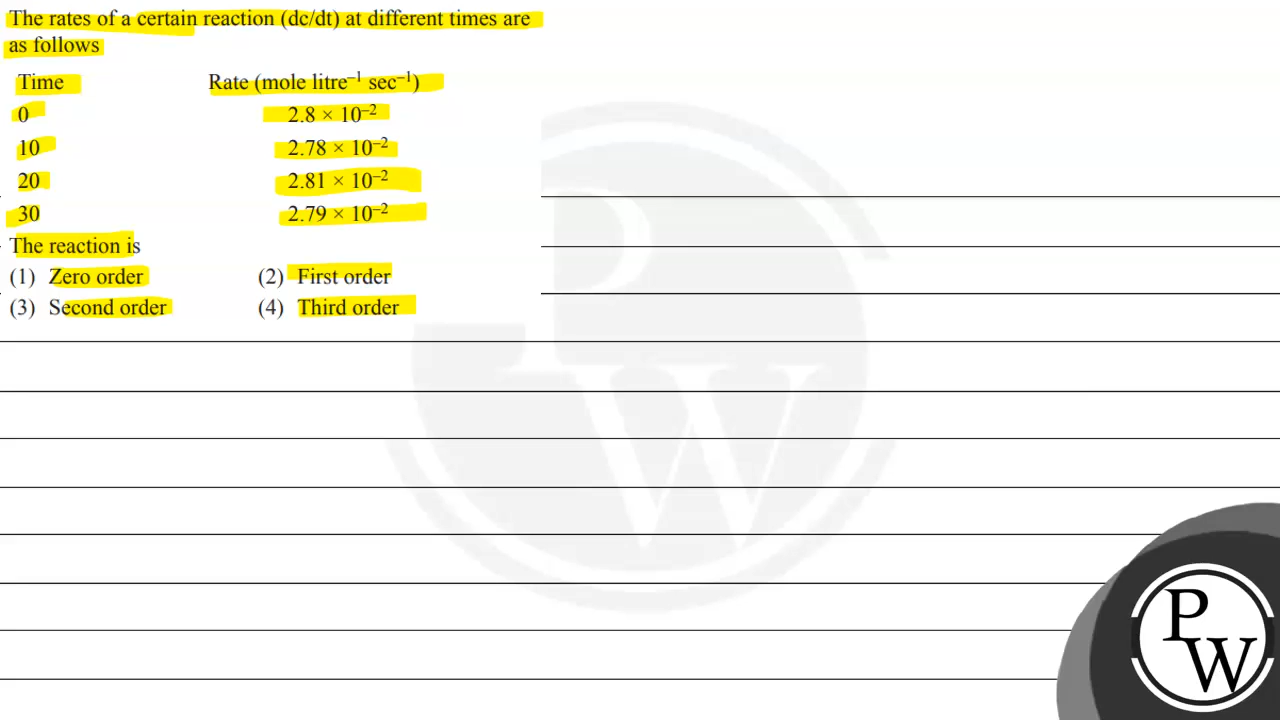 The rates of a certain reaction (dc/dt) at different times are
as follows
Time Rate (mole litre⁻¹ sec⁻¹)
0 2.8 × 10⁻²
10 2.78 × 10⁻²
20 2.81 × 10⁻²
30 2.79 × 10⁻²
The reaction is
(1) Zero order (2) First order
(3) Second order (4) Third order
P
W
P
W